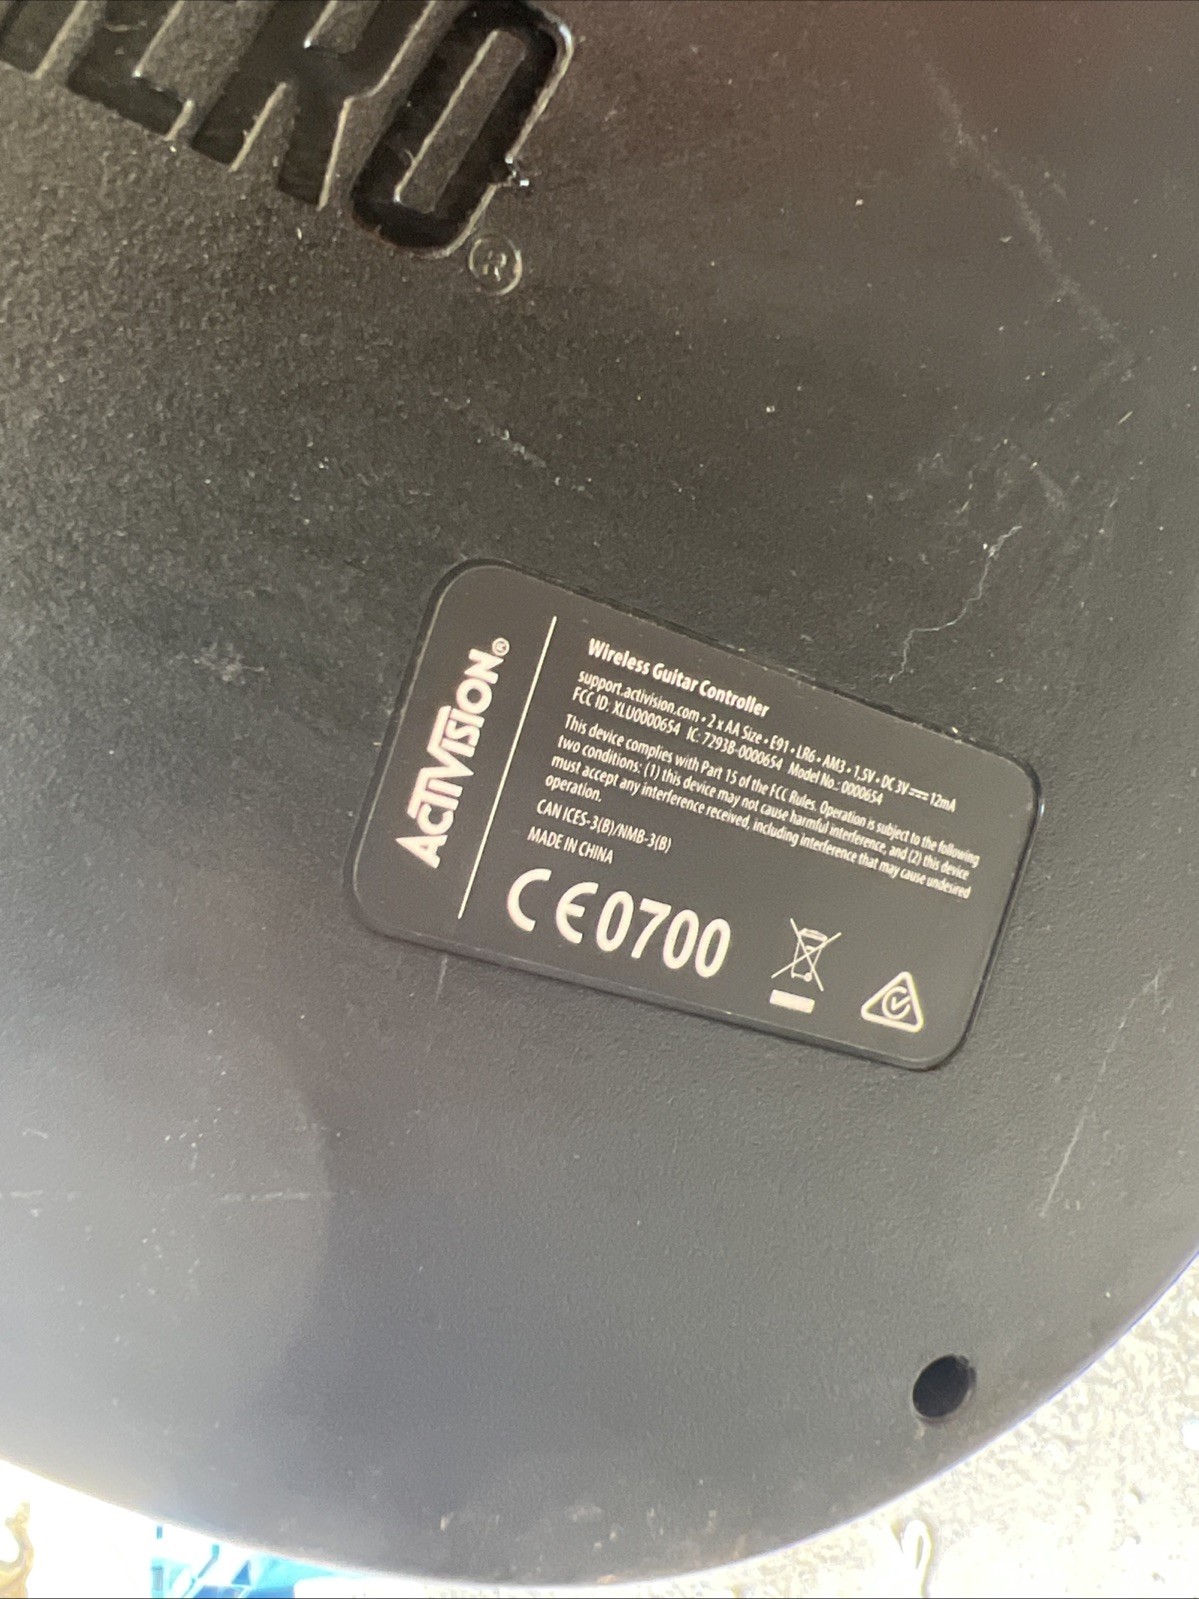 HERO®
ACTIVISION®
Wireless Guitar Controller
support.activision.com • 2 x AA Size • E91 • LR6 • AM3 • 1,5V • DC 3V ⎓ 12mA
FCC ID: XLU0000654 IC: 7293B-0000654 Model No.: 0000654
This device complies with Part 15 of the FCC Rules. Operation is subject to the following
two conditions: (1) this device may not cause harmful interference, and (2) this device
must accept any interference received, including interference that may cause undesired
operation.
CAN ICES-3(B)/NMB-3(B)
MADE IN CHINA
CE0700